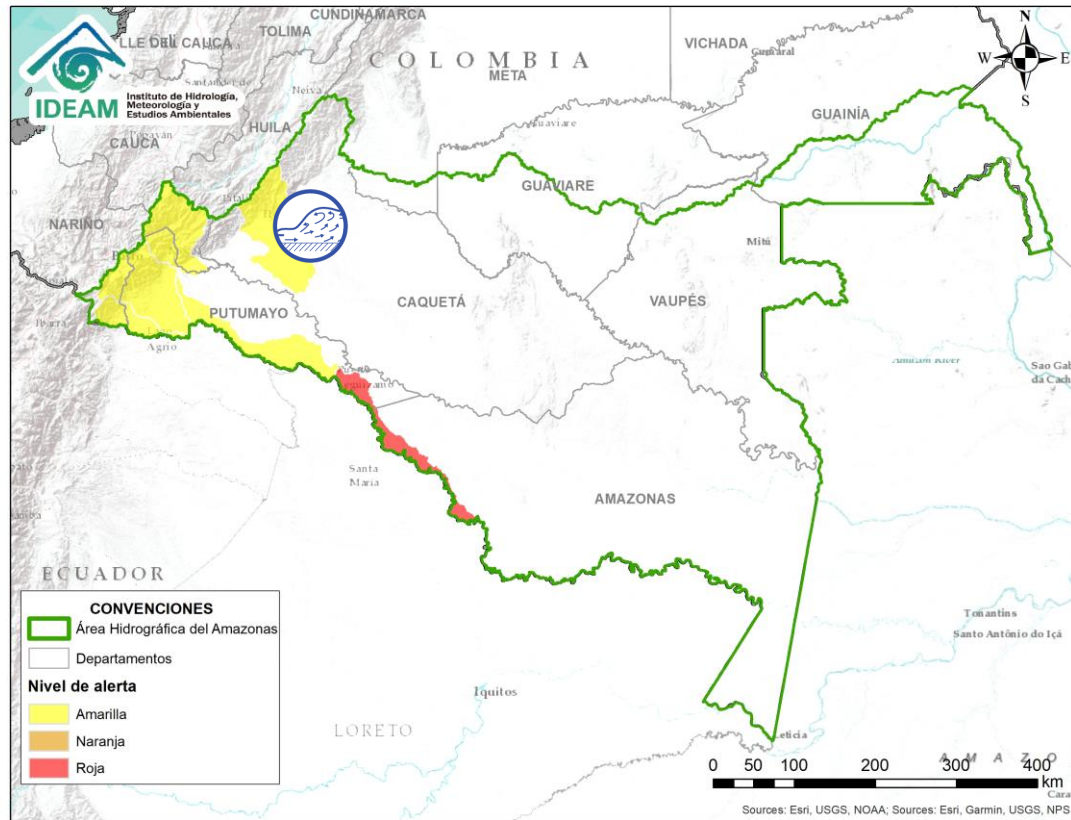 CUNDINAMARCA
LLE DEL CAUCA
TOLIMA
COLOMBIA
VICHADA
META
N
W E
S
IDEAM
Instituto de Hidrología,
Meteorología y
Estudios Ambientales
Neiva
HUILA
CAUCA
GUAINÍA
GUAVIARE
NARIÑO
Mitú
CAQUETÁ
VAUPÉS
PUTUMAYO
Agrio
Sao Gab
da Cach
Santa
Maria
AMAZONAS
ECUADOR
CONVENCIONES
Área Hidrográfica del Amazonas
Departamentos
Nivel de alerta
Amarilla
Naranja
Roja
Tonantins
Santo Antônio do Içá
Iquitos
LORETO
Leticia
AMAZO
0 50 100 200 300 400
km
Sources: Esri, USGS, NOAA; Sources: Esri, Garmin, USGS, NPS